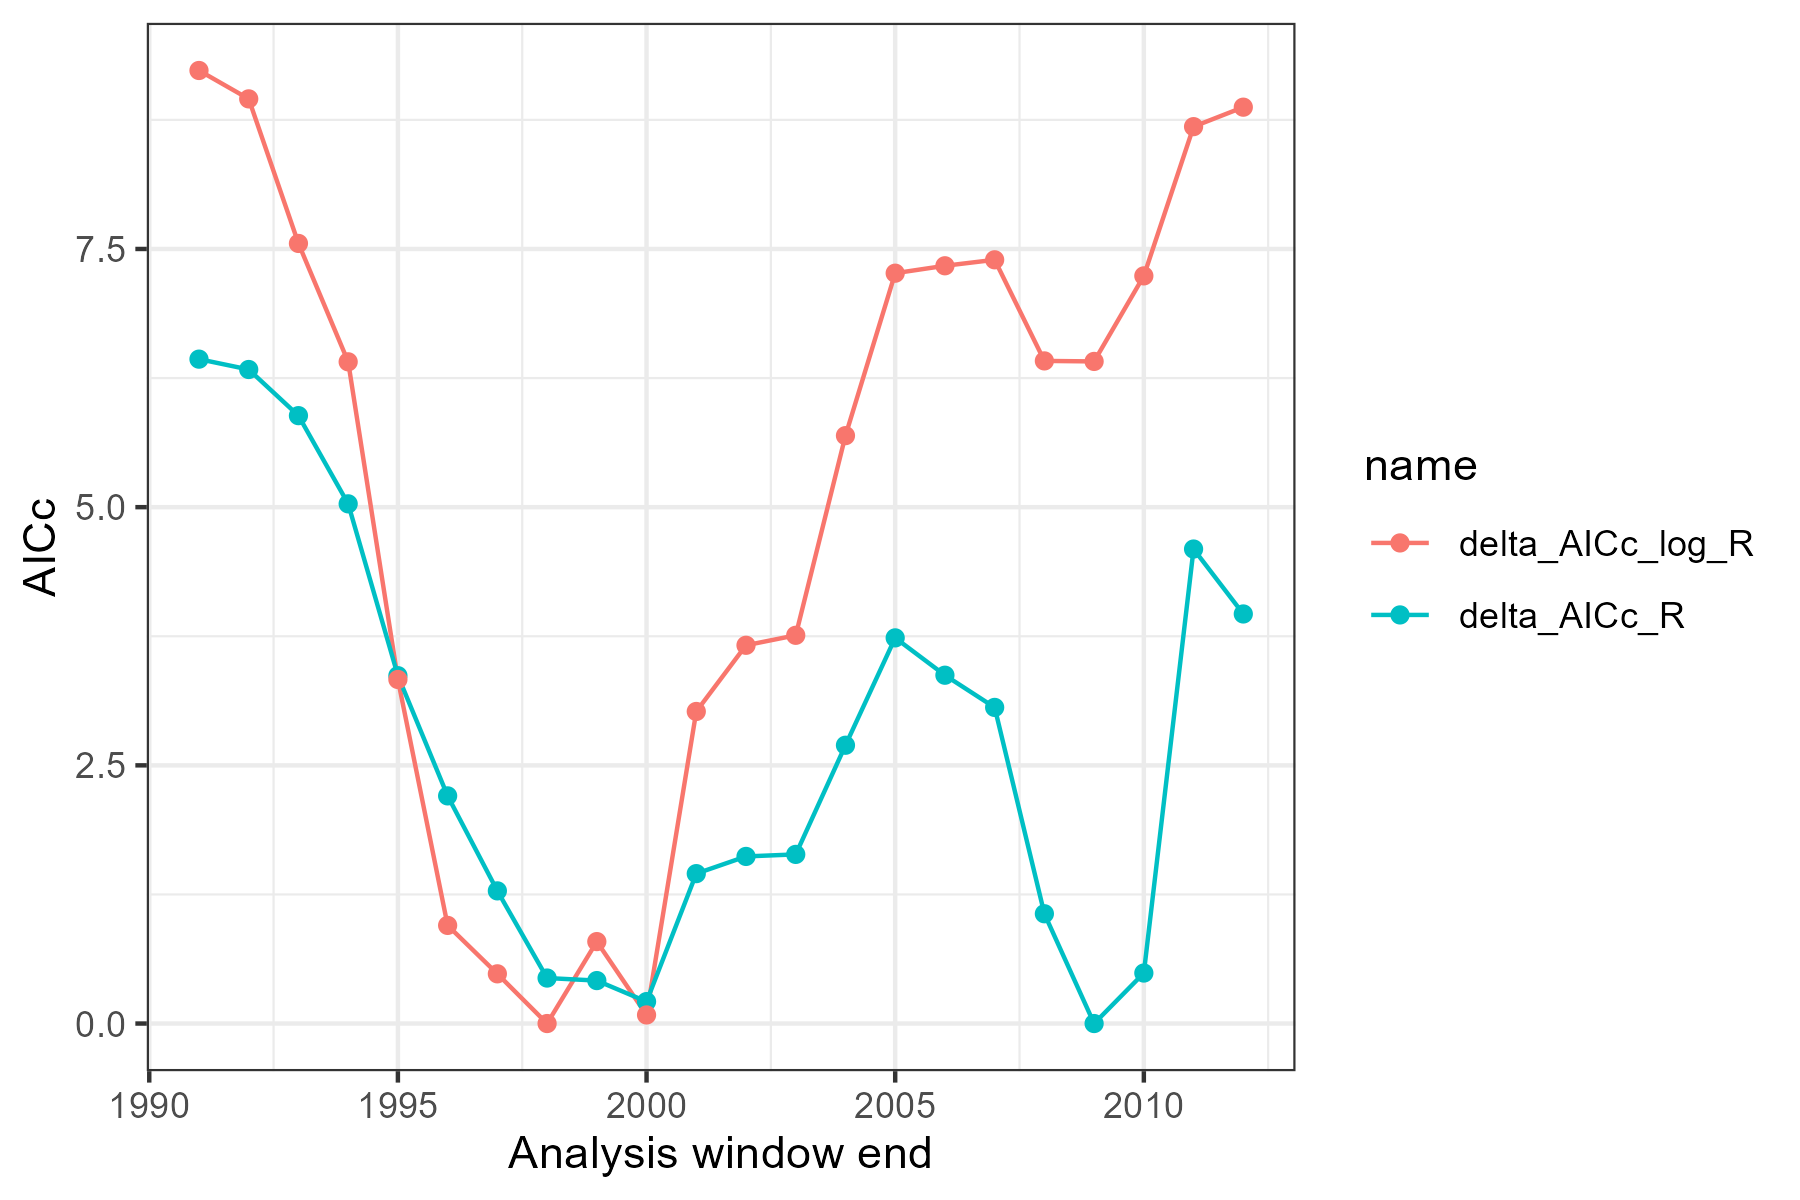 AICc
7.5
5.0
2.5
0.0
1990 1995 2000 2005 2010
Analysis window end
name
delta_AICc_log_R
delta_AICc_R